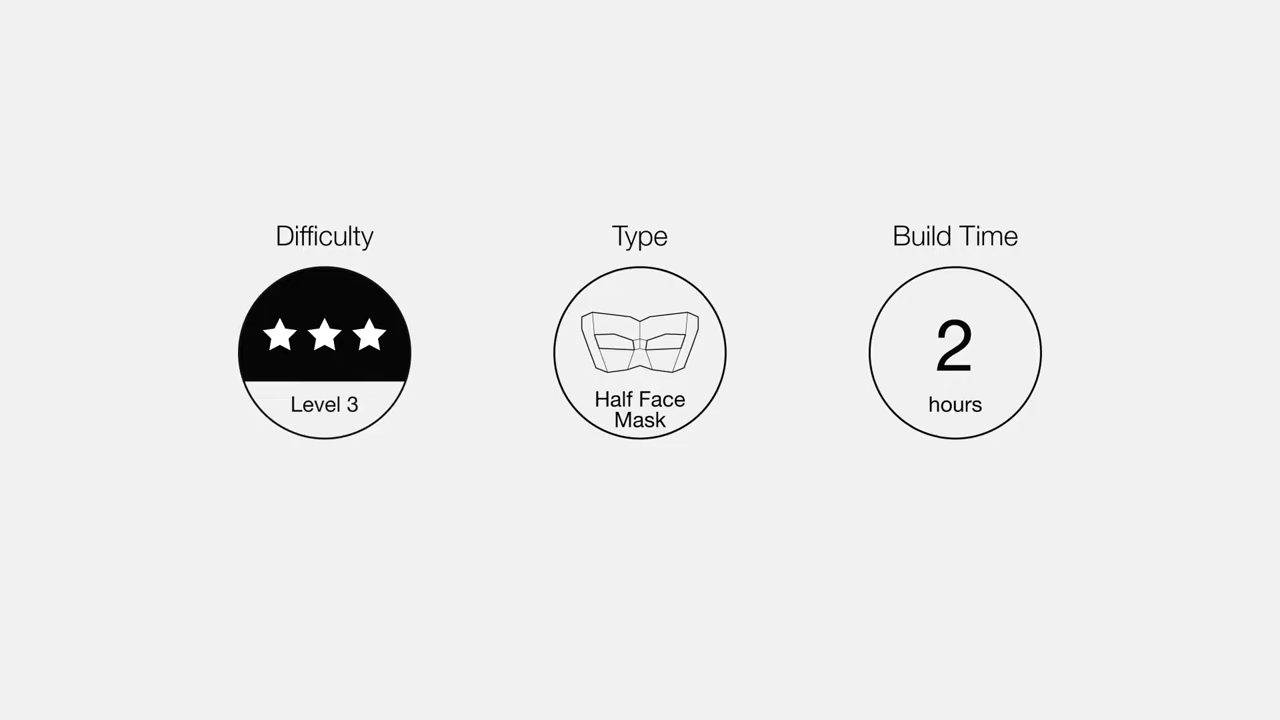 Difficulty
Level 3
Type
Half Face
Mask
Build Time
2
hours